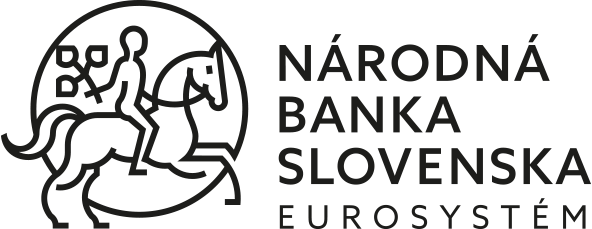 NÁRODNÁ
BANKA
SLOVENSKA
EUROSYSTÉM